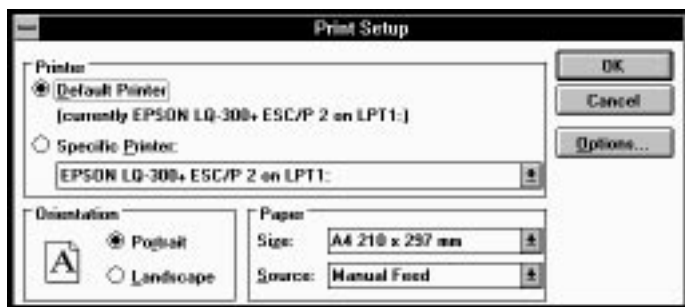 Print Setup
Printer
Default Printer
(currently EPSON LQ-300+ ESC/P 2 on LPT1:)
Specific Printer:
EPSON LQ-300+ ESC/P 2 on LPT1:
OK
Cancel
Options...
Orientation
A
Portrait
Landscape
Paper
Size: A4 210 x 297 mm
Source: Manual Feed